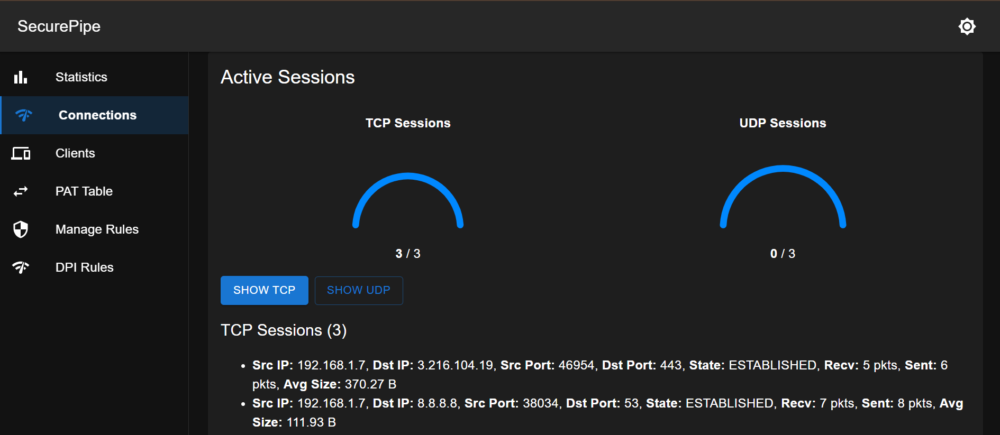 SecurePipe
Statistics
Connections
Clients
PAT Table
Manage Rules
DPI Rules
Active Sessions
TCP Sessions
3 / 3
UDP Sessions
0 / 3
SHOW TCP
SHOW UDP
TCP Sessions (3)
• Src IP: 192.168.1.7, Dst IP: 3.216.104.19, Src Port: 46954, Dst Port: 443, State: ESTABLISHED, Recv: 5 pkts, Sent: 6
pkts, Avg Size: 370.27 B
• Src IP: 192.168.1.7, Dst IP: 8.8.8.8, Src Port: 38034, Dst Port: 53, State: ESTABLISHED, Recv: 7 pkts, Sent: 8 pkts, Avg
Size: 111.93 B